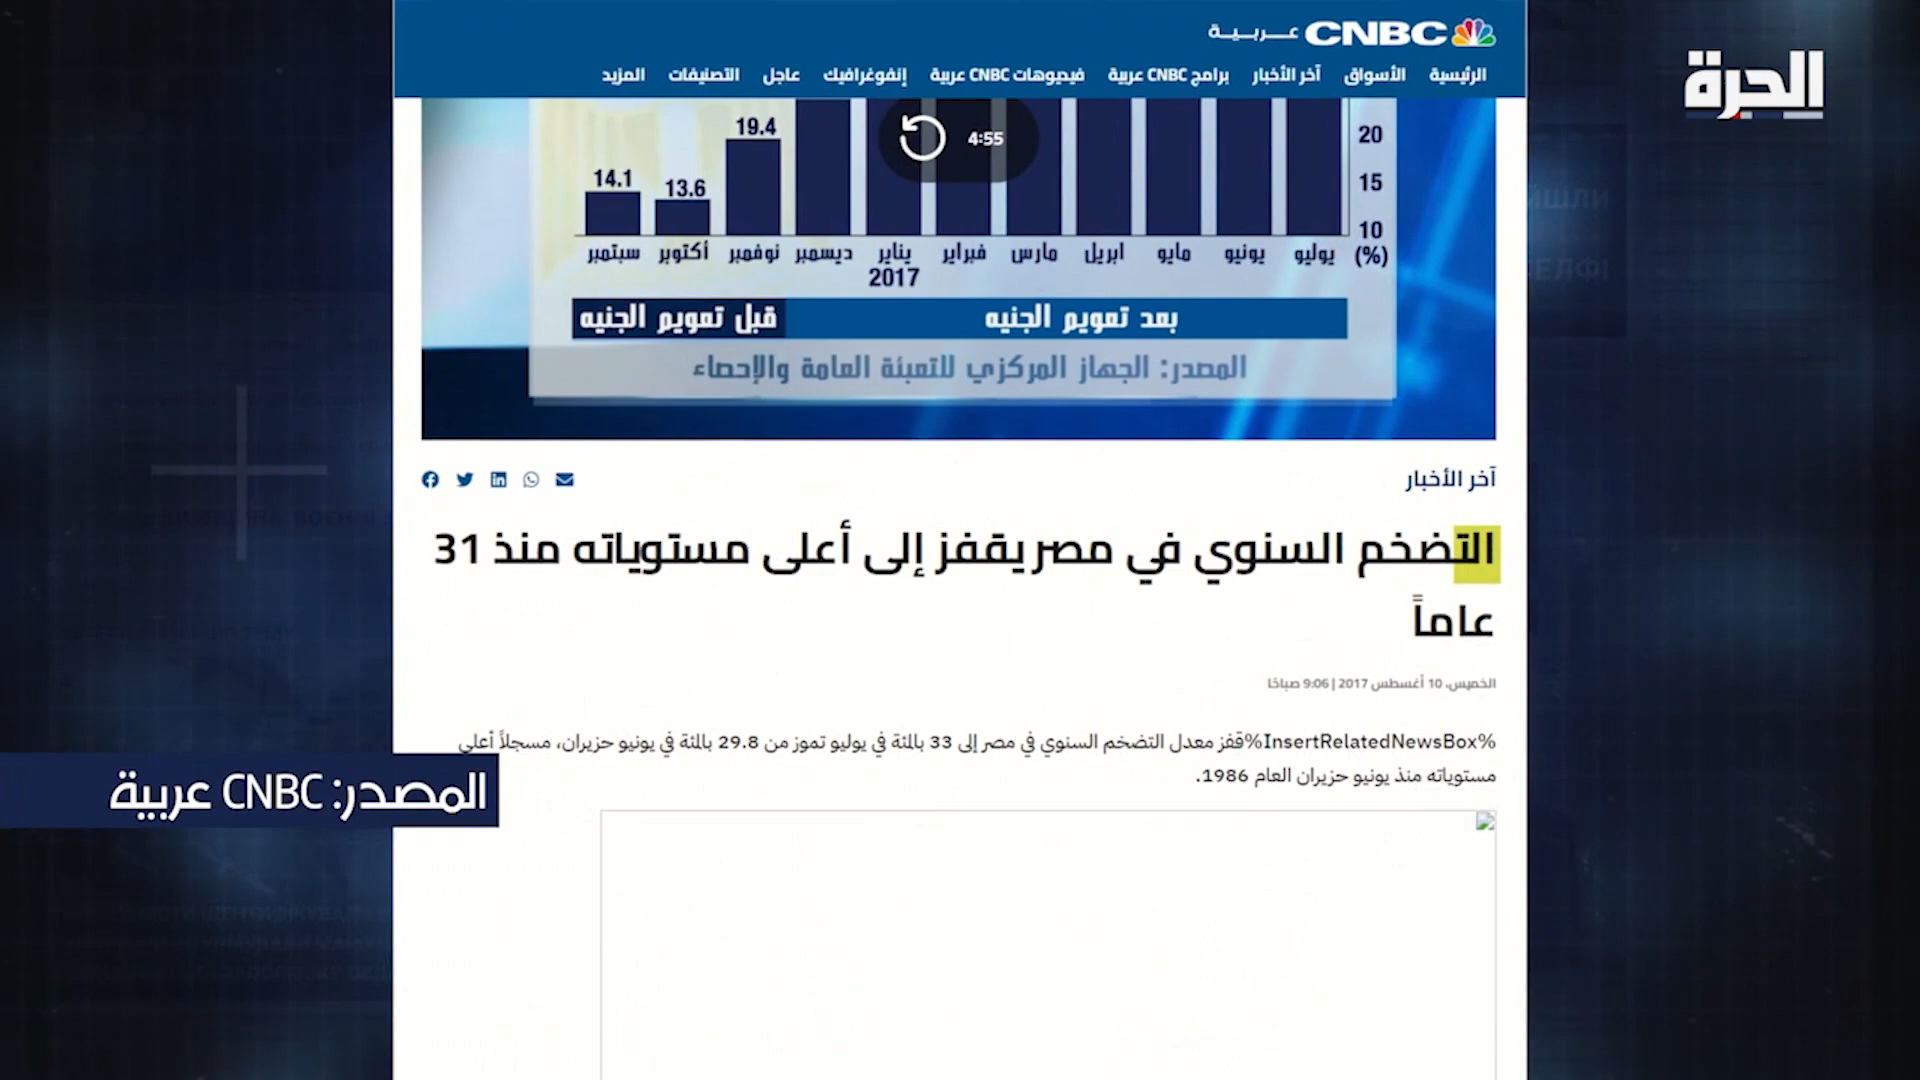 عربية CNBC
الحرة
الرئيسية الأسواق آخر الأخبار برامج CNBC عربية فيديوهات CNBC عربية إنفوغرافيك عاجل التصنيفات المزيد
4:55
19.4
20
14.1
13.6
15
10
سبتمبر أكتوبر نوفمبر ديسمبر يناير فبراير مارس ابريل مايو يونيو يوليو (%)
2017
قبل تعويم الجنيه بعد تعويم الجنيه
المصدر: الجهاز المركزي للتعبئة العامة والإحصاء
آخر الأخبار
التضخم السنوي في مصر يقفز إلى أعلى مستوياته منذ 31
عاماً
الخميس، 10 أغسطس 2017 | 9:06 صباحًا
%InsertRelatedNewsBox%قفز معدل التضخم السنوي في مصر إلى 33 بالمئة في يوليو تموز من 29.8 بالمئة في يونيو حزيران، مسجلاً أعلى
مستوياته منذ يونيو حزيران العام 1986.
المصدر: CNBC عربية